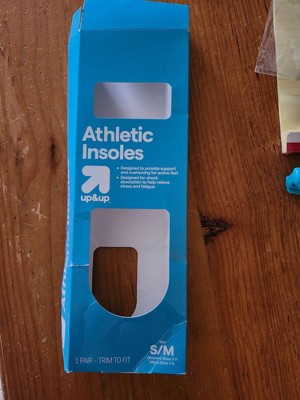 Athletic
Insoles
• Designed to provide support
and cushioning for active feet
• Designed for shock
absorption to help relieve
stress and fatigue
up&up
Size
S/M
1 PAIR - TRIM TO FIT